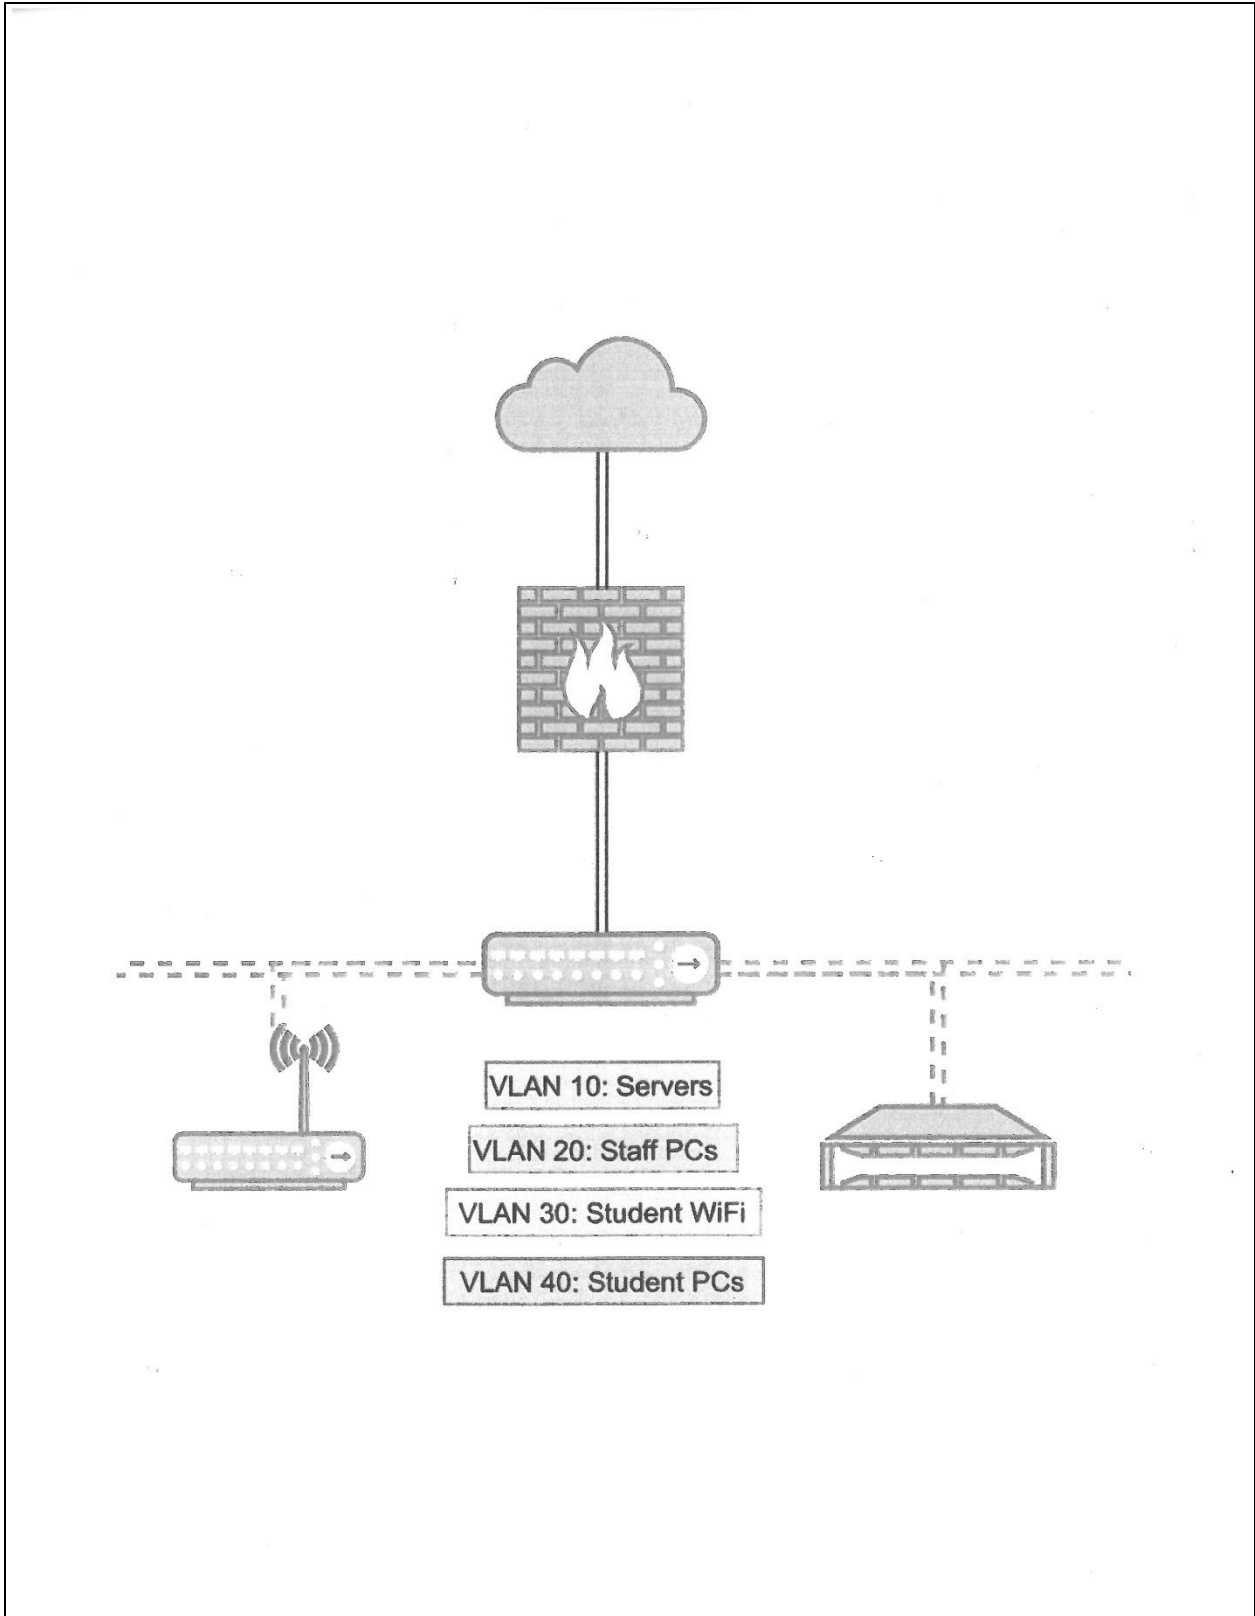 VLAN 10: Servers
VLAN 20: Staff PCs
VLAN 30: Student WiFi
VLAN 40: Student PCs